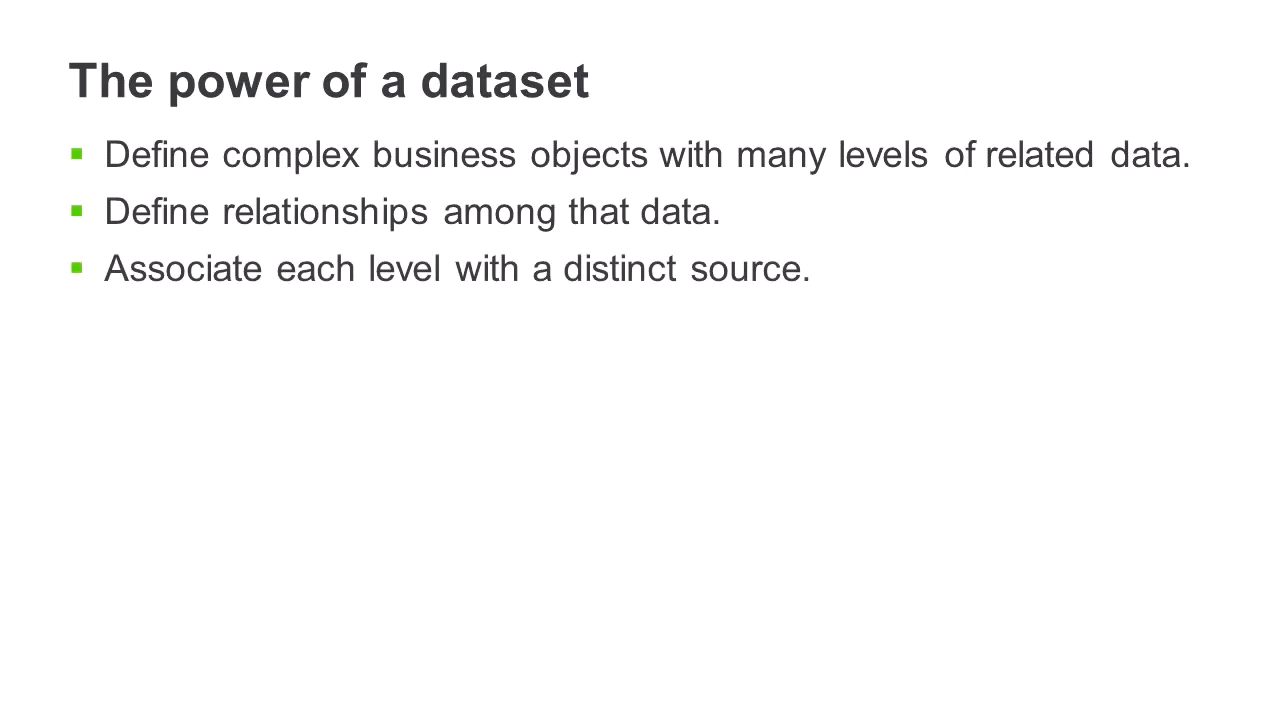 The power of a dataset
▪ Define complex business objects with many levels of related data.
▪ Define relationships among that data.
▪ Associate each level with a distinct source.